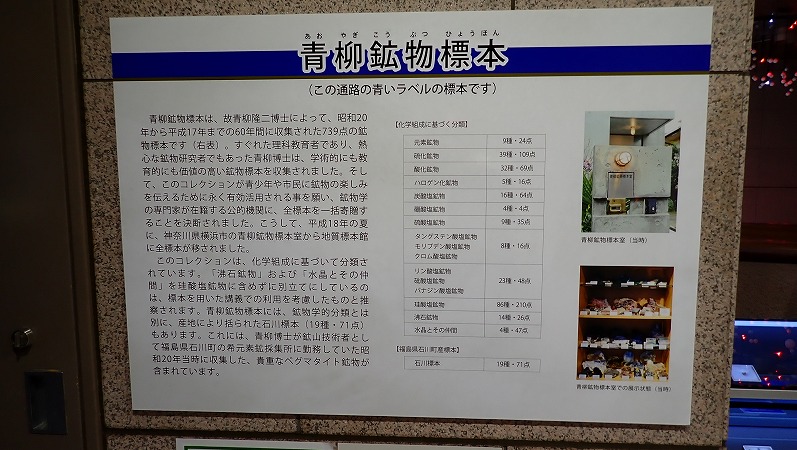 あお やぎ こう ぶつ ひょうほん
青柳鉱物標本
（この通路の青いラベルの標本です）
青柳鉱物標本は、故青柳隆二博士によって、昭和20
年から平成17年までの60年間に収集された739点の鉱
物標本です（右表）。すぐれた理科教育者であり、熱
心な鉱物研究者でもあった青柳博士は、学術的にも教
育的にも価値の高い鉱物標本を収集されました。そ
して、このコレクションが青少年や市民に鉱物の楽しみ
を伝えるために永く有効活用される事を願い、鉱物学
の専門家が在籍する公的機関に、全標本を一括寄贈す
ることを決断されました。こうして、平成18年の夏
に、神奈川県横浜市の青柳鉱物標本室から地質標本館
に全標本が移されました。
このコレクションは、化学組成に基づいて分類さ
れています。「沸石鉱物」および「水晶とその仲
間」を珪酸塩鉱物に含めずに別立てにしているの
は、標本を用いた講義での利用を考慮したものと推
察されます。青柳鉱物標本には、鉱物学的分類とは
別に、産地により括られた石川標本（19種・71点）
もあります。これには、青柳博士が鉱山技術者とし
て福島県石川町の希元素鉱採集所に勤務していた昭
和20年当時に収集した、貴重なペグマタイト鉱物が
含まれています。
【化学組成に基づく分類】
元素鉱物 9種・24点
硫化鉱物 39種・109点
酸化鉱物 32種・69点
ハロゲン化鉱物 5種・16点
炭酸塩鉱物 16種・64点
硼酸塩鉱物 4種・4点
硫酸塩鉱物 9種・35点
タングステン酸塩鉱物
モリブデン酸塩鉱物 8種・16点
クロム酸塩鉱物
リン酸塩鉱物
砒酸塩鉱物 23種・48点
バナジン酸塩鉱物
珪酸塩鉱物 86種・210点
沸石鉱物 14種・26点
水晶とその仲間 4種・47点
【福島県石川町産標本】
石川標本 19種・71点
青柳鉱物標本室
青柳鉱物標本室（当時）
青柳鉱物標本室での展示状態（当時）